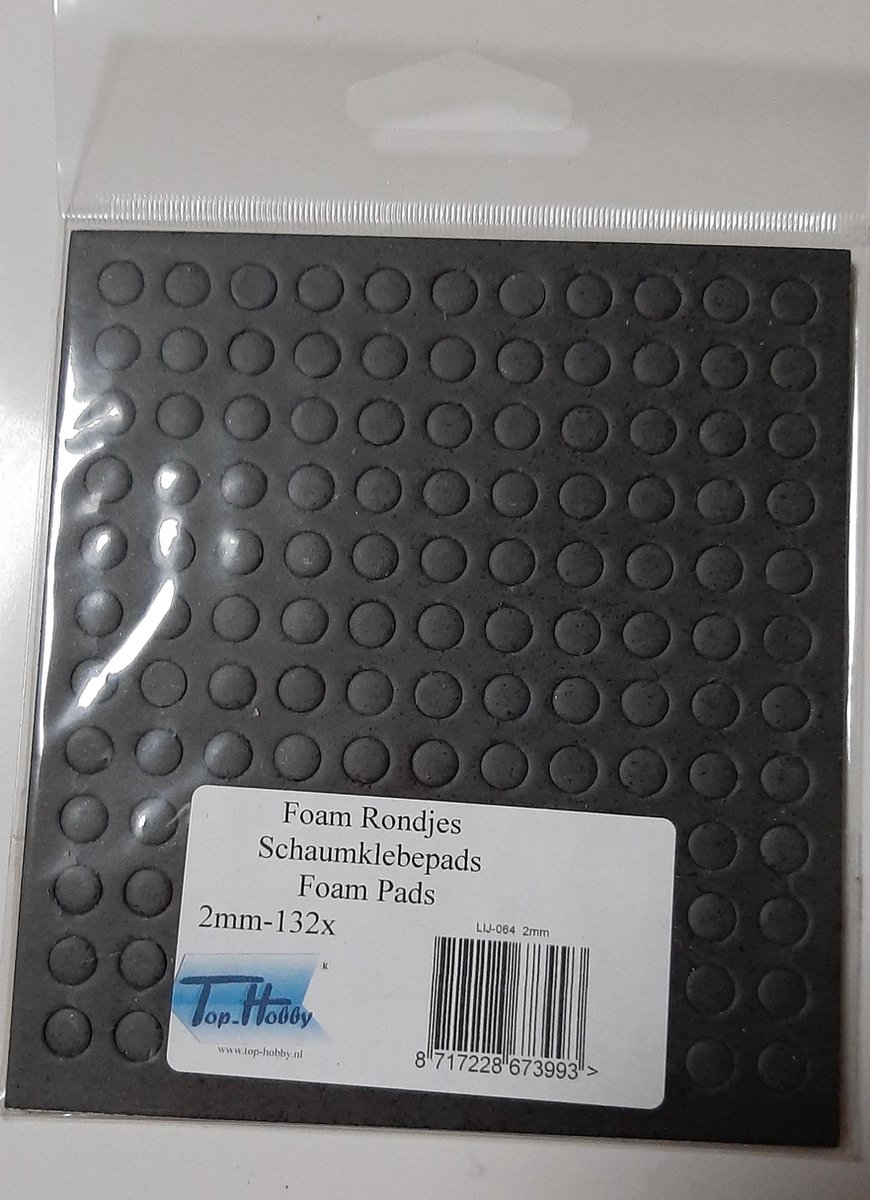 Foam Rondjes
Schaumklebepads
Foam Pads
2mm-132x
LIJ-064 2mm
Top-Hobby
R
www.top-hobby.nl
8 717228 673993 >